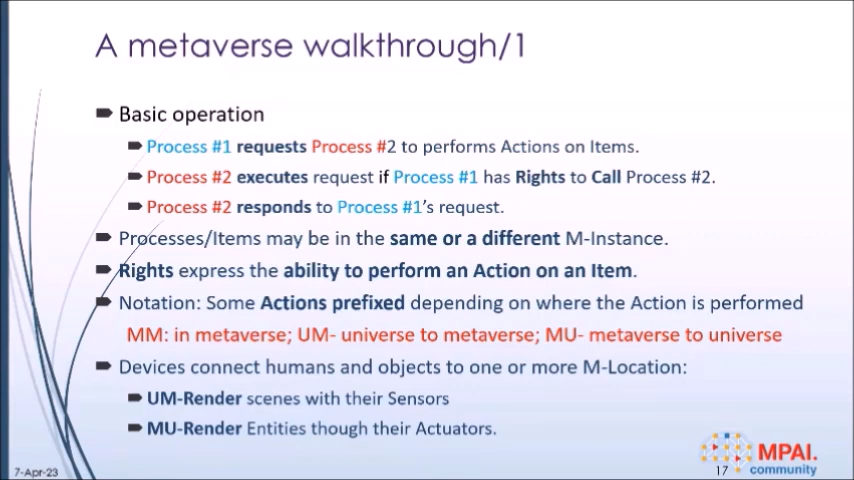 A metaverse walkthrough/1
Basic operation
Process #1 requests Process #2 to performs Actions on Items.
Process #2 executes request if Process #1 has Rights to Call Process #2.
Process #2 responds to Process #1's request.
Processes/Items may be in the same or a different M-Instance.
Rights express the ability to perform an Action on an Item.
Notation: Some Actions prefixed depending on where the Action is performed
MM: in metaverse; UM- universe to metaverse; MU- metaverse to universe
Devices connect humans and objects to one or more M-Location:
UM-Render scenes with their Sensors
MU-Render Entities though their Actuators.
7-Apr-23
17
MPAI.
community